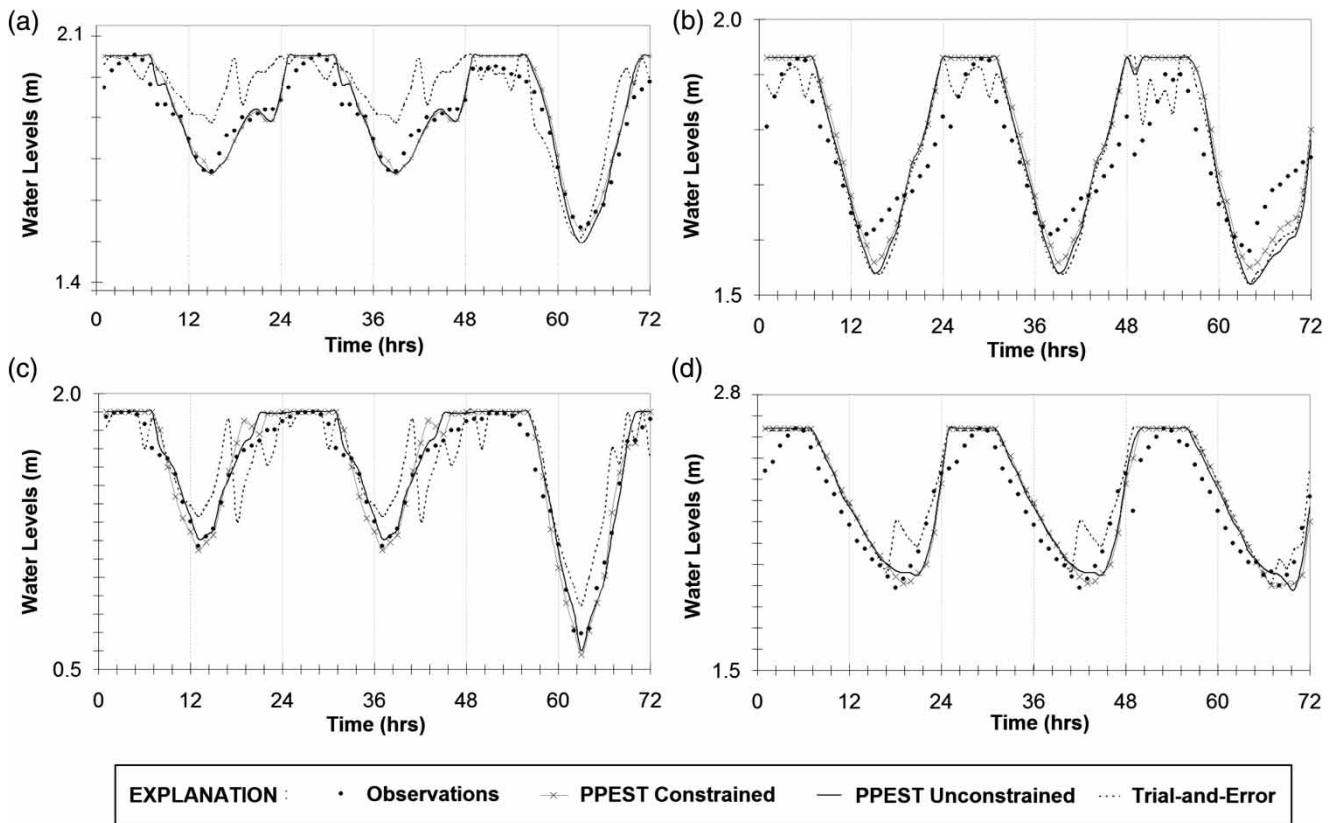 (a)
2.1
Water Levels (m)
1.4
0 12 24 36 48 60 72
Time (hrs)
(b)
2.0
Water Levels (m)
1.5
0 12 24 36 48 60 72
Time (hrs)
(c)
2.0
Water Levels (m)
0.5
0 12 24 36 48 60 72
Time (hrs)
(d)
2.8
Water Levels (m)
1.5
0 12 24 36 48 60 72
Time (hrs)
EXPLANATION : Observations PPEST Constrained PPEST Unconstrained Trial-and-Error